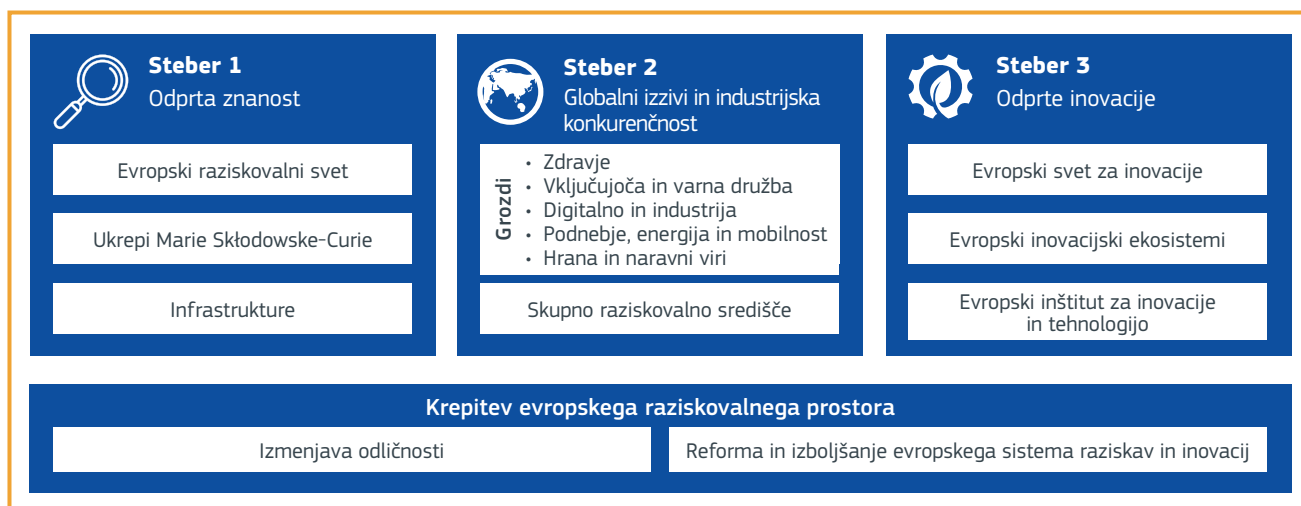 Steber 1
Odprta znanost
Evropski raziskovalni svet
Ukrepi Marie Skłodowske-Curie
Infrastrukture
Steber 2
Globalni izzivi in industrijska
konkurenčnost
Grozdi
• Zdravje
• Vključujoča in varna družba
• Digitalno in industrija
• Podnebje, energija in mobilnost
• Hrana in naravni viri
Skupno raziskovalno središče
Steber 3
Odprte inovacije
Evropski svet za inovacije
Evropski inovacijski ekosistemi
Evropski inštitut za inovacije
in tehnologijo
Krepitev evropskega raziskovalnega prostora
Izmenjava odličnosti
Reforma in izboljšanje evropskega sistema raziskav in inovacij